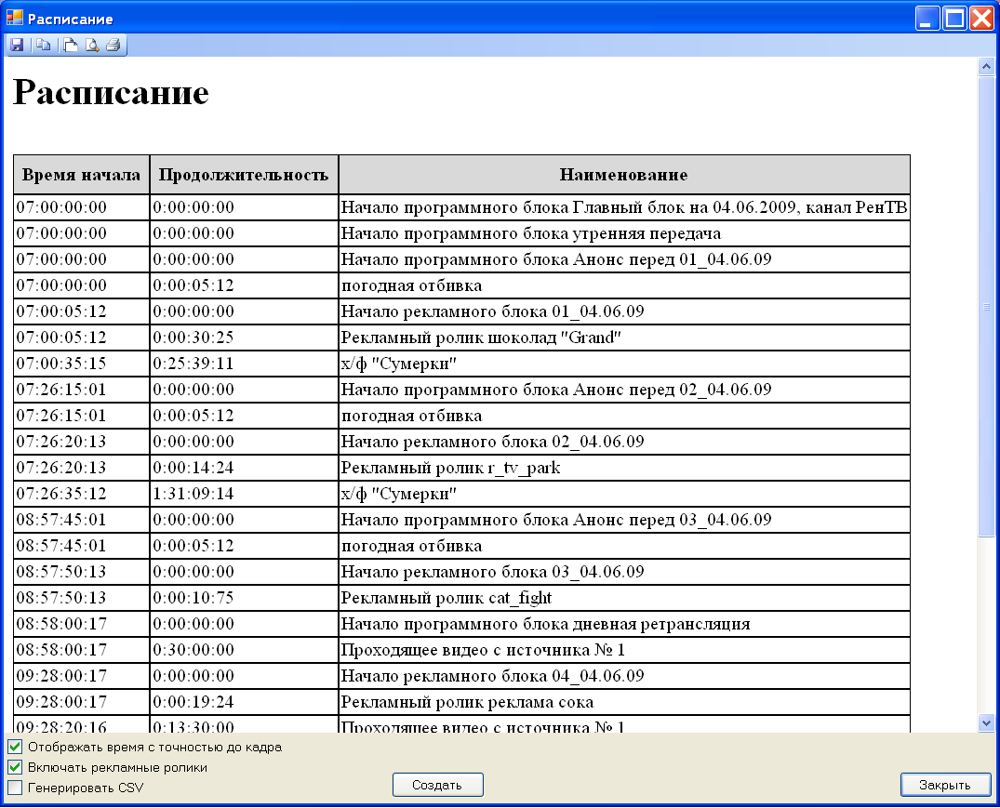 Расписание
Расписание
Время начала Продолжительность Наименование
07:00:00:00 0:00:00:00 Начало программного блока Главный блок на 04.06.2009, канал РенТВ
07:00:00:00 0:00:00:00 Начало программного блока утренняя передача
07:00:00:00 0:00:00:00 Начало программного блока Анонс перед 01_04.06.09
07:00:00:00 0:00:05:12 погодная отбивка
07:00:05:12 0:00:00:00 Начало рекламного блока 01_04.06.09
07:00:05:12 0:00:30:25 Рекламный ролик шоколад "Grand"
07:00:35:15 0:25:39:11 х/ф "Сумерки"
07:26:15:01 0:00:00:00 Начало программного блока Анонс перед 02_04.06.09
07:26:15:01 0:00:05:12 погодная отбивка
07:26:20:13 0:00:00:00 Начало рекламного блока 02_04.06.09
07:26:20:13 0:00:14:24 Рекламный ролик r_tv_park
07:26:35:12 1:31:09:14 х/ф "Сумерки"
08:57:45:01 0:00:00:00 Начало программного блока Анонс перед 03_04.06.09
08:57:45:01 0:00:05:12 погодная отбивка
08:57:50:13 0:00:00:00 Начало рекламного блока 03_04.06.09
08:57:50:13 0:00:10:75 Рекламный ролик cat_fight
08:58:00:17 0:00:00:00 Начало программного блока дневная ретрансляция
08:58:00:17 0:30:00:00 Проходящее видео с источника № 1
09:28:00:17 0:00:00:00 Начало рекламного блока 04_04.06.09
09:28:00:17 0:00:19:24 Рекламный ролик реклама сока
09:28:20:16 0:13:30:00 Проходящее видео с источника № 1
Отображать время с точностью до кадра
Включать рекламные ролики
Генерировать CSV
Создать
Закрыть